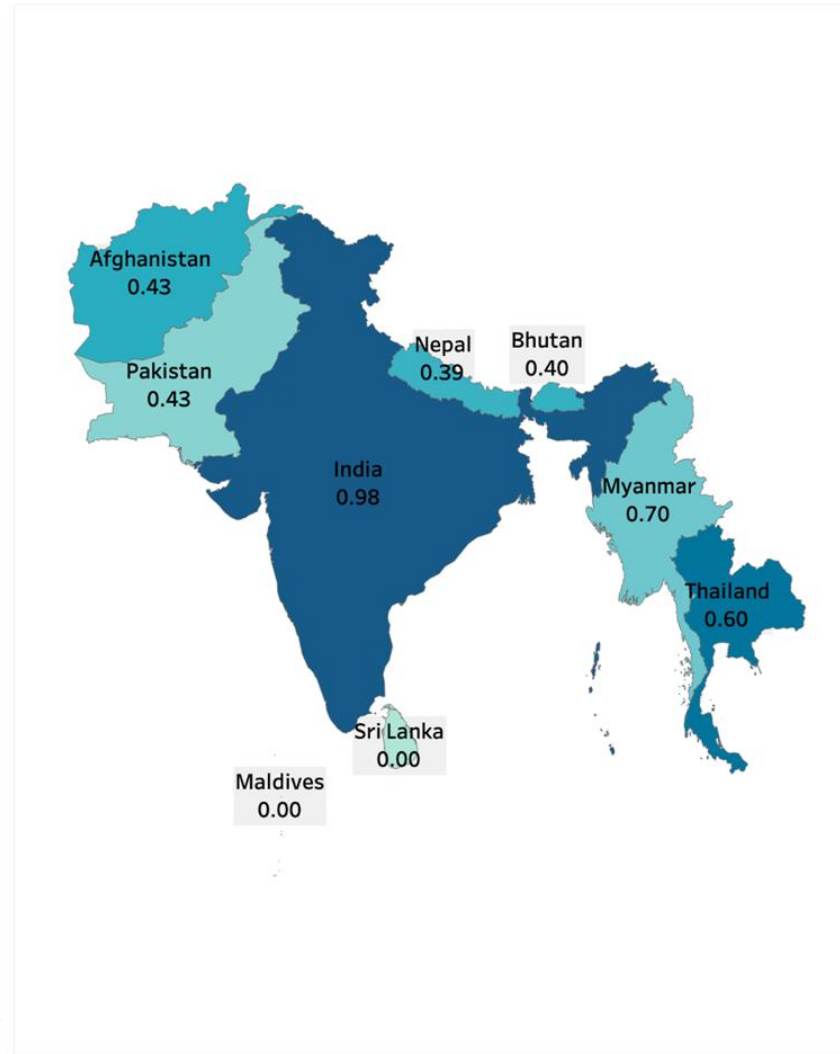 Afghanistan
0.43
Pakistan
0.43
Nepal
0.39
Bhutan
0.40
India
0.98
Myanmar
0.70
Thailand
0.60
Sri Lanka
0.00
Maldives
0.00